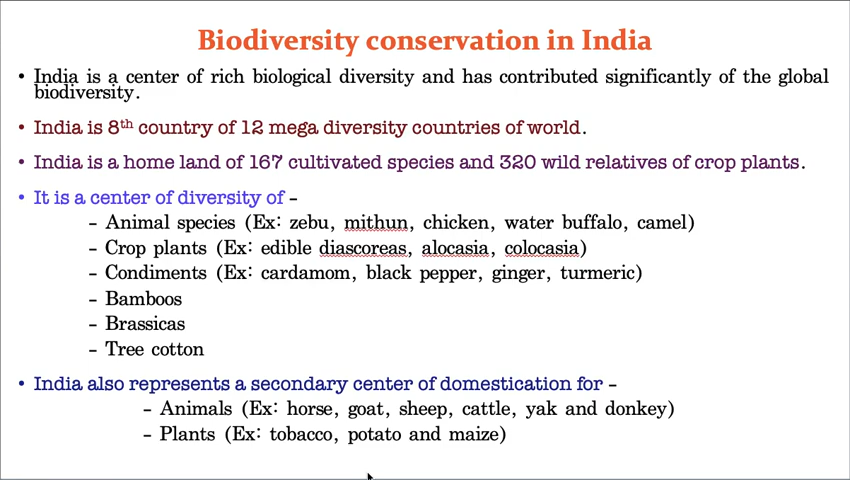 Biodiversity conservation in India
• India is a center of rich biological diversity and has contributed significantly of the global
biodiversity.
• India is 8th country of 12 mega diversity countries of world.
• India is a home land of 167 cultivated species and 320 wild relatives of crop plants.
• It is a center of diversity of –
– Animal species (Ex: zebu, mithun, chicken, water buffalo, camel)
– Crop plants (Ex: edible diascoreas, alocasia, colocasia)
– Condiments (Ex: cardamom, black pepper, ginger, turmeric)
– Bamboos
– Brassicas
– Tree cotton
• India also represents a secondary center of domestication for –
– Animals (Ex: horse, goat, sheep, cattle, yak and donkey)
– Plants (Ex: tobacco, potato and maize)